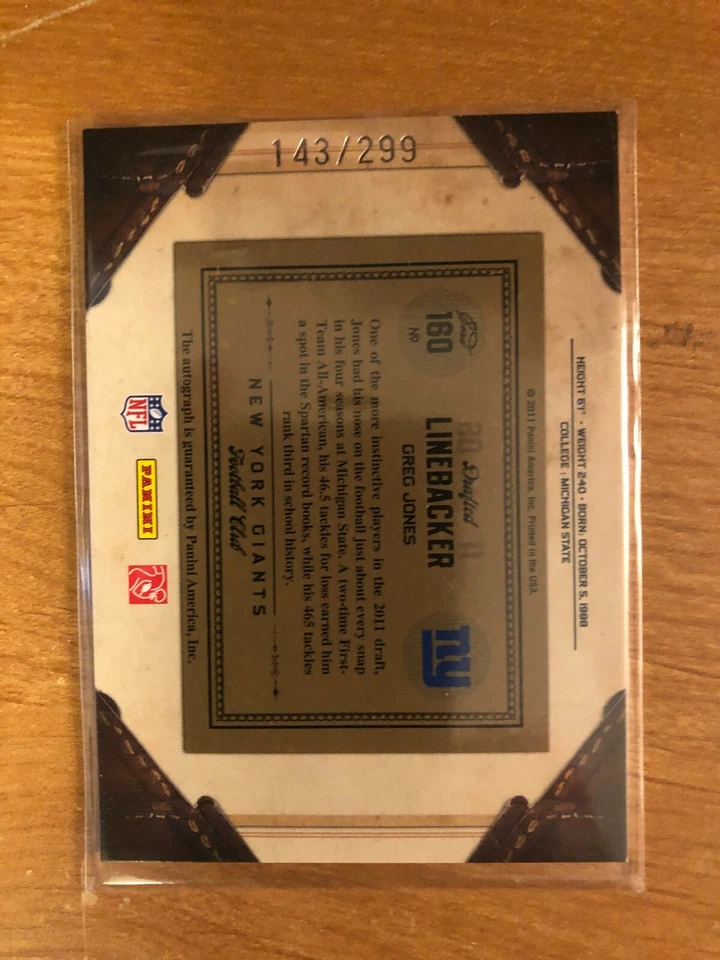 143/299
HEIGHT 6'1" • WEIGHT 240 • BORN: OCTOBER 5, 1988
COLLEGE : MICHIGAN STATE
© 2011 Panini America, Inc. Printed in the USA.
Card
160
Nº
20 Drafted 11
LINEBACKER
GREG JONES
NY
One of the more instinctive players in the 2011 draft,
Jones had his nose on the football just about every snap
in his four seasons at Michigan State. A two-time First-
Team All-American, his 46.5 tackles for loss earned him
a spot in the Spartan record books, while his 465 tackles
rank third in school history.
NEW YORK GIANTS
Football Club
The autograph is guaranteed by Panini America, Inc.
NFL
PANINI